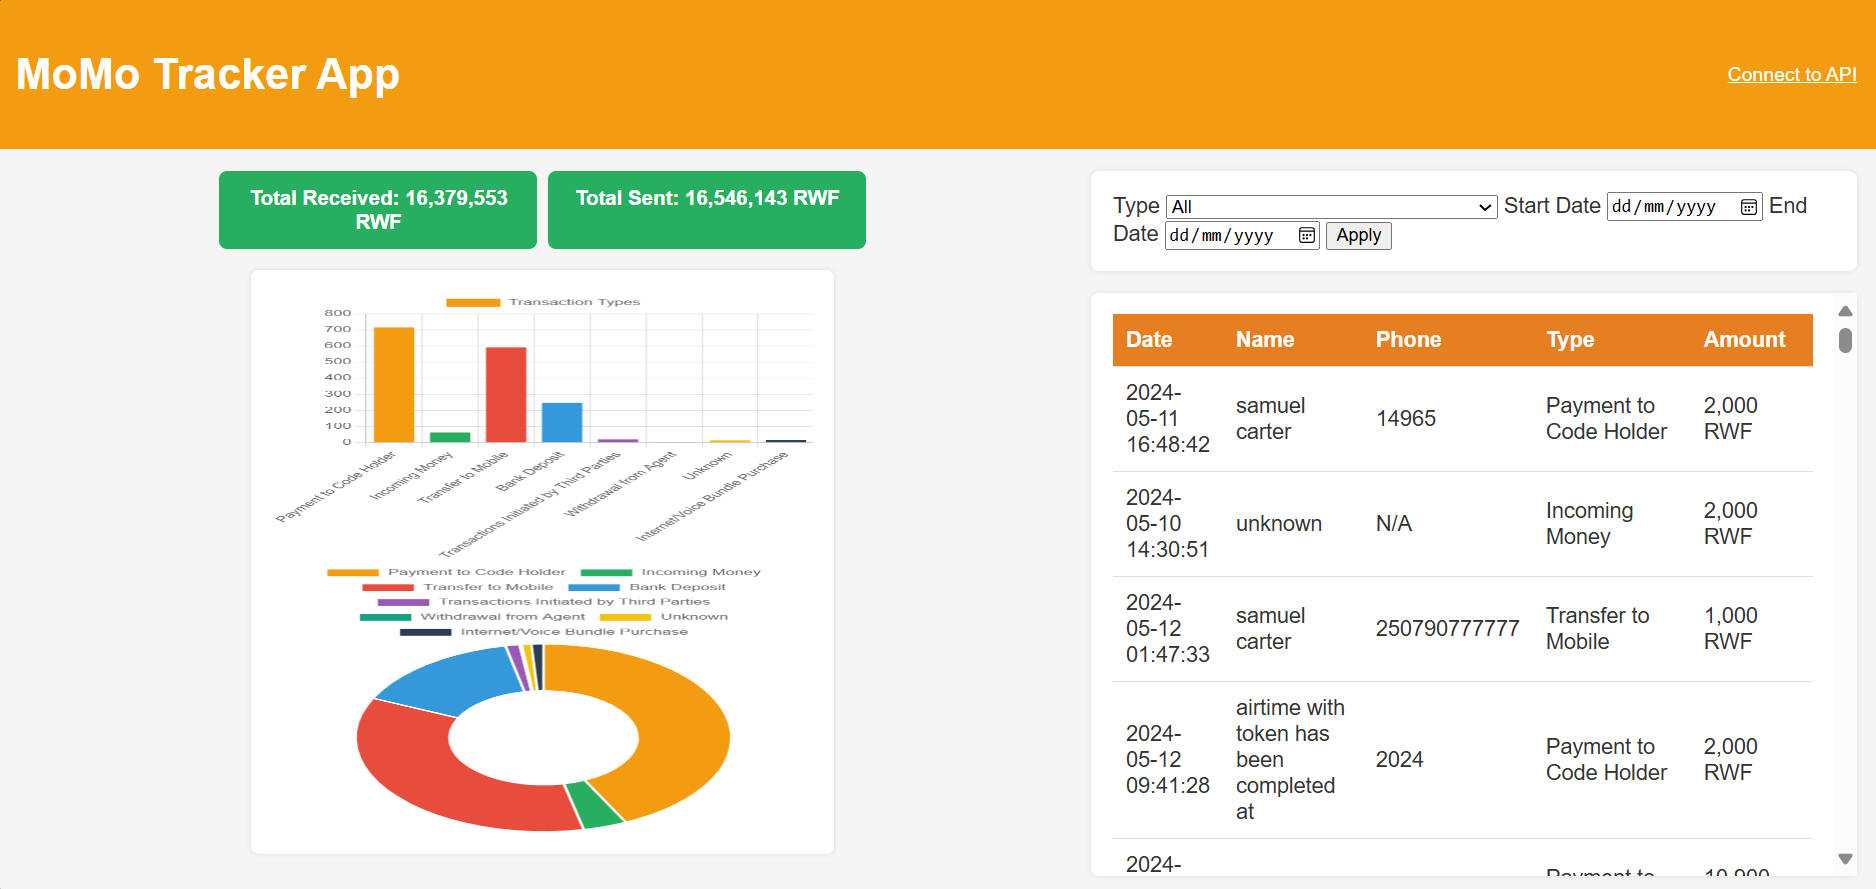 MoMo Tracker App
Connect to API
Total Received: 16,379,553
RWF
Total Sent: 16,546,143 RWF
Type All Start Date dd/mm/yyyy End
Date dd/mm/yyyy Apply
Transaction Types
800
700
600
500
400
300
200
100
0
Payment to Code Holder
Incoming Money
Transfer to Mobile
Bank Deposit
Transactions Initiated by Third Parties
Withdrawal from Agent
Unknown
Internet/Voice Bundle Purchase
Payment to Code Holder Incoming Money
Transfer to Mobile Bank Deposit
Transactions Initiated by Third Parties
Withdrawal from Agent Unknown
Internet/Voice Bundle Purchase
Date Name Phone Type Amount
2024-
05-11
16:48:42
samuel
carter
14965
Payment to
Code Holder
2,000
RWF
2024-
05-10
14:30:51
unknown
N/A
Incoming
Money
2,000
RWF
2024-
05-12
01:47:33
samuel
carter
250790777777
Transfer to
Mobile
1,000
RWF
2024-
05-12
09:41:28
airtime with
token has
been
completed
at
2024
Payment to
Code Holder
2,000
RWF
2024-
Payment to
10,900